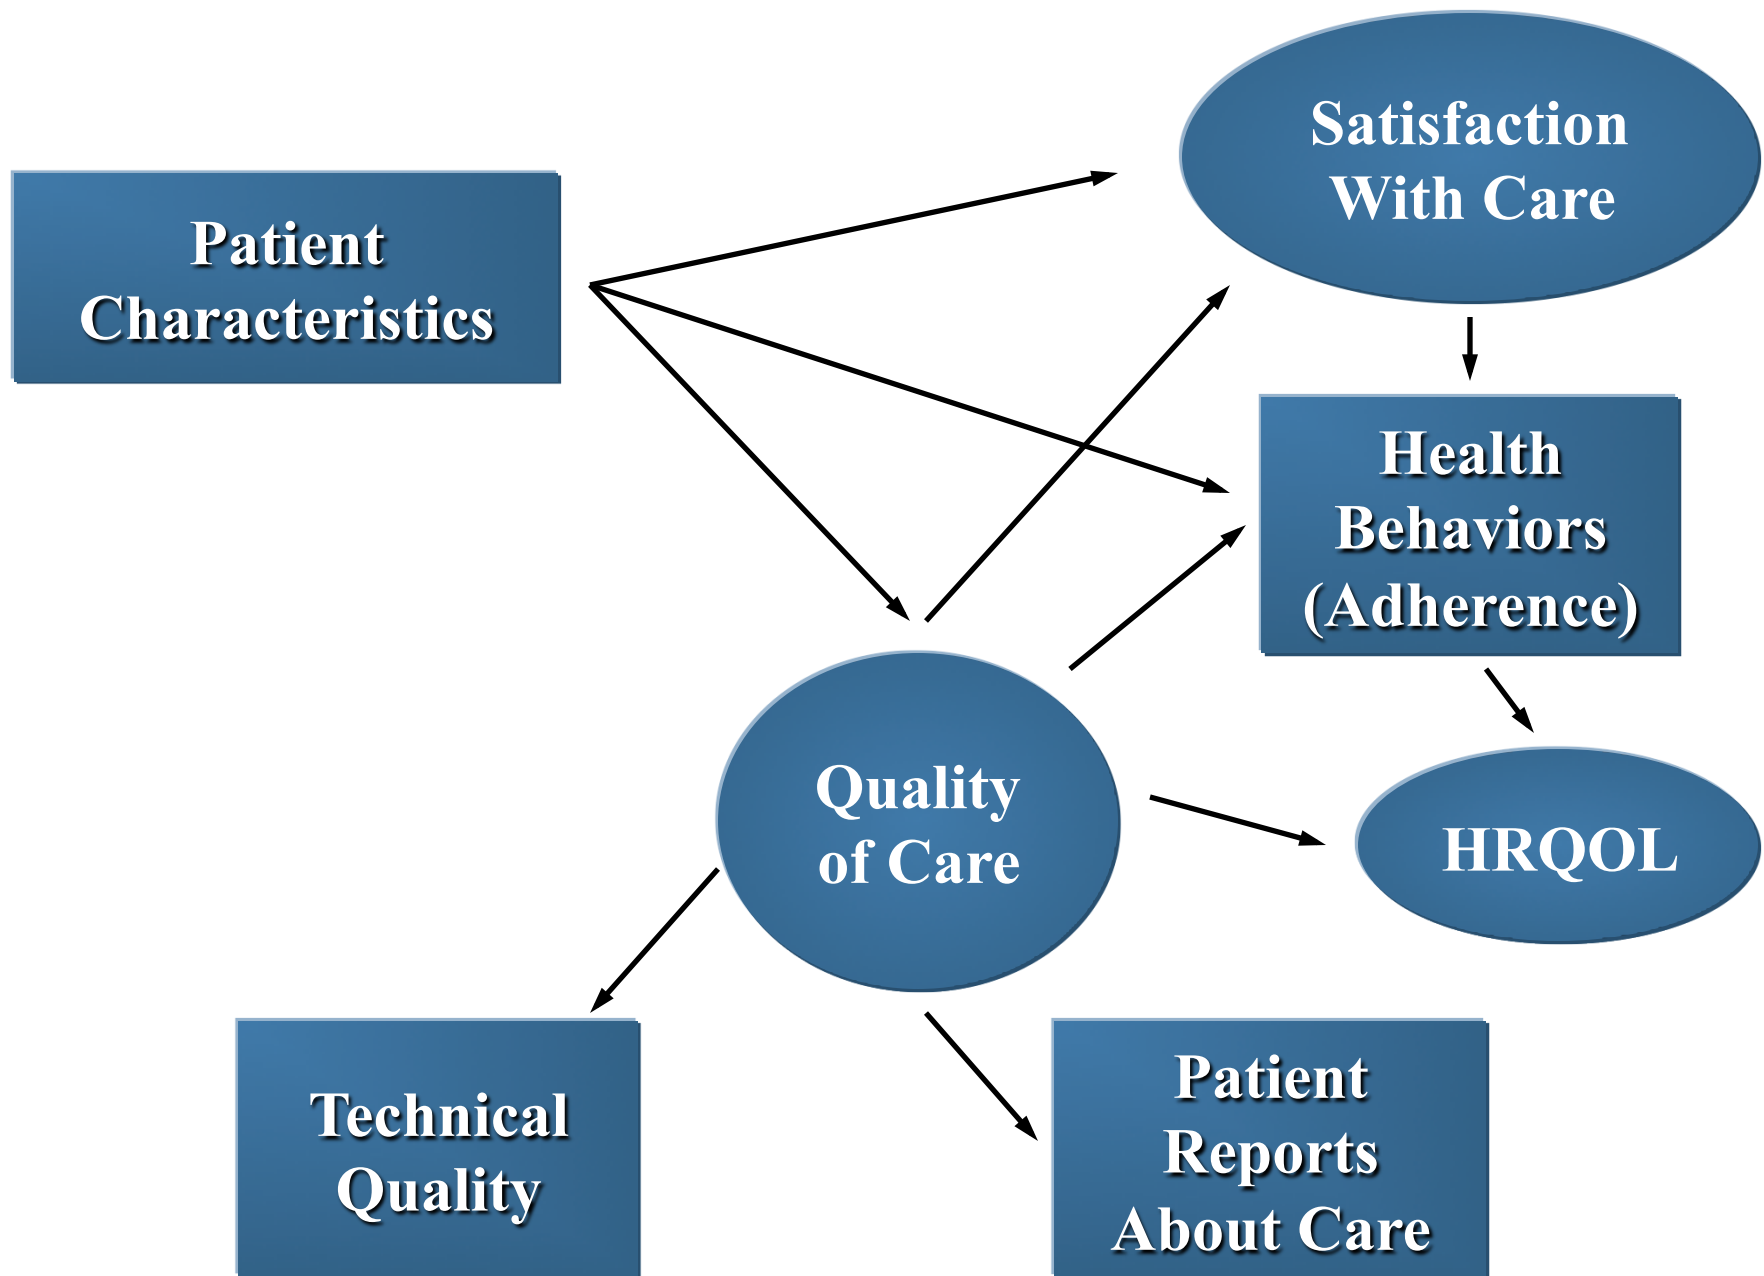 Satisfaction
With Care
Patient
Characteristics
Health
Behaviors
(Adherence)
Quality
of Care
HRQOL
Technical
Quality
Patient
Reports
About Care